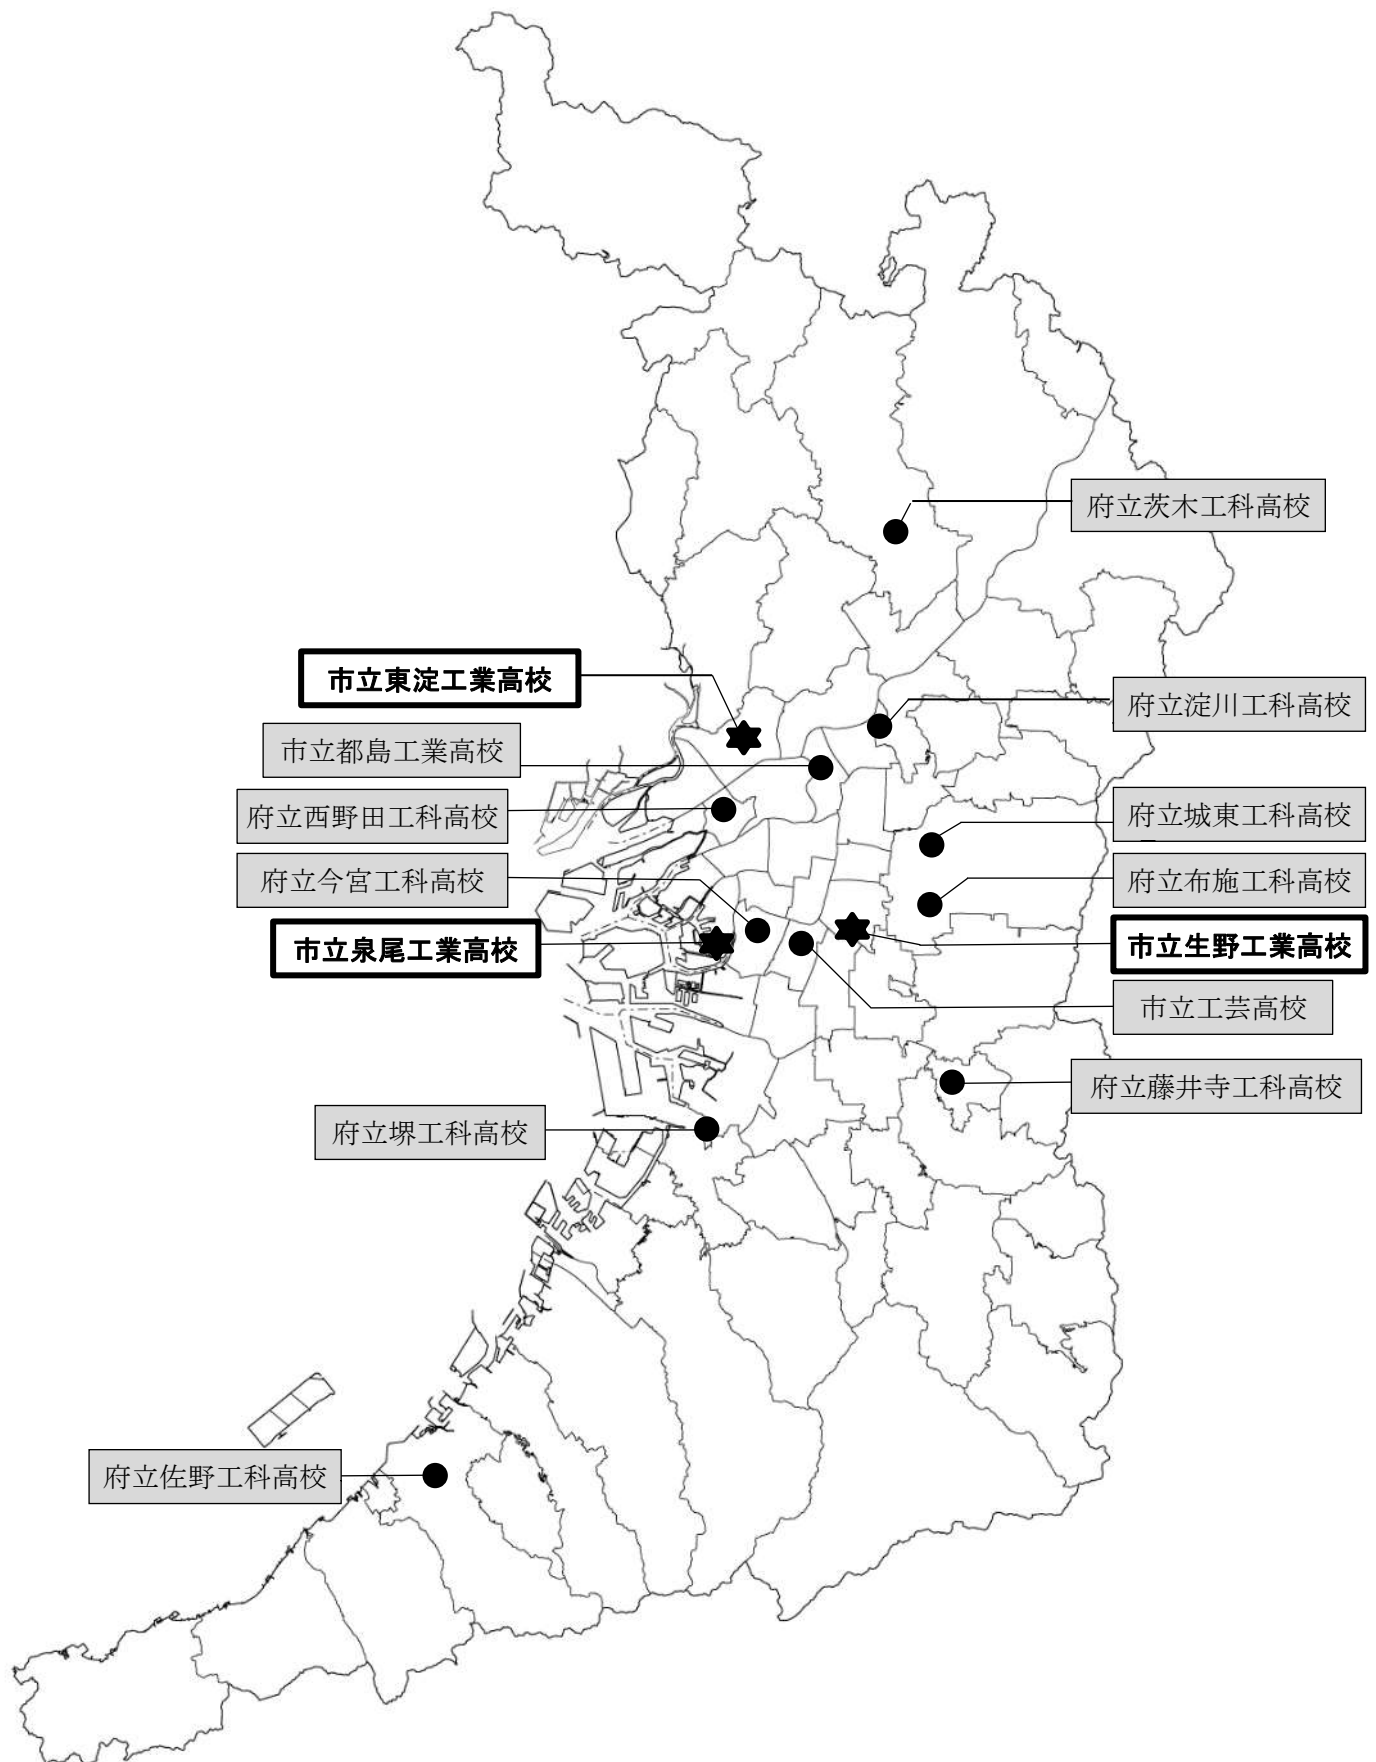 府立茨木工科高校
市立東淀工業高校
府立淀川工科高校
市立都島工業高校
府立西野田工科高校
府立城東工科高校
府立今宮工科高校
府立布施工科高校
市立泉尾工業高校
市立生野工業高校
市立工芸高校
府立藤井寺工科高校
府立堺工科高校
府立佐野工科高校